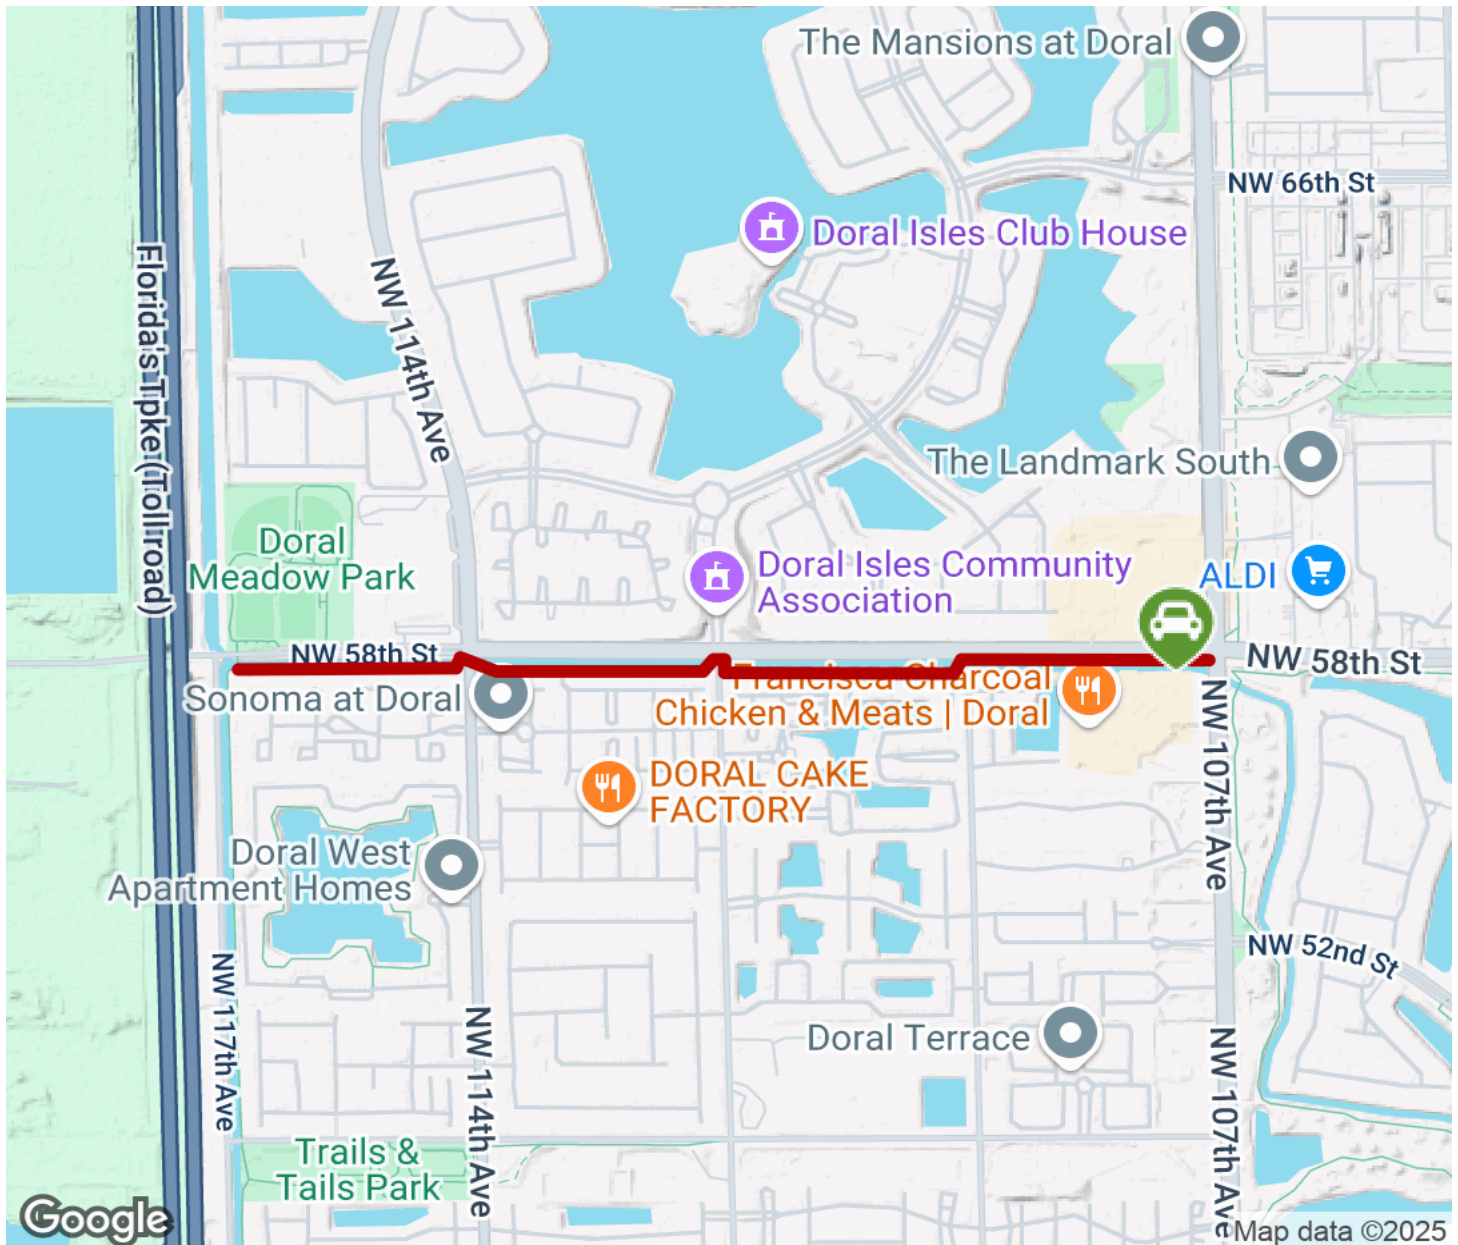 The Mansions at Doral
NW 66th St
Doral Isles Club House
Florida's Tpke (Toll road)
NW 114th Ave
The Landmark South
Doral
Meadow Park
Doral Isles Community
Association
ALDI
NW 58th St
NW 58th St
Sonoma at Doral
Francisca Charcoal
Chicken & Meats | Doral
NW 107th Ave
DORAL CAKE
FACTORY
Doral West
Apartment Homes
NW 52nd St
NW 117th Ave
NW 114th Ave
Doral Terrace
NW 107th Ave
Trails &
Tails Park
Google
Map data ©2025